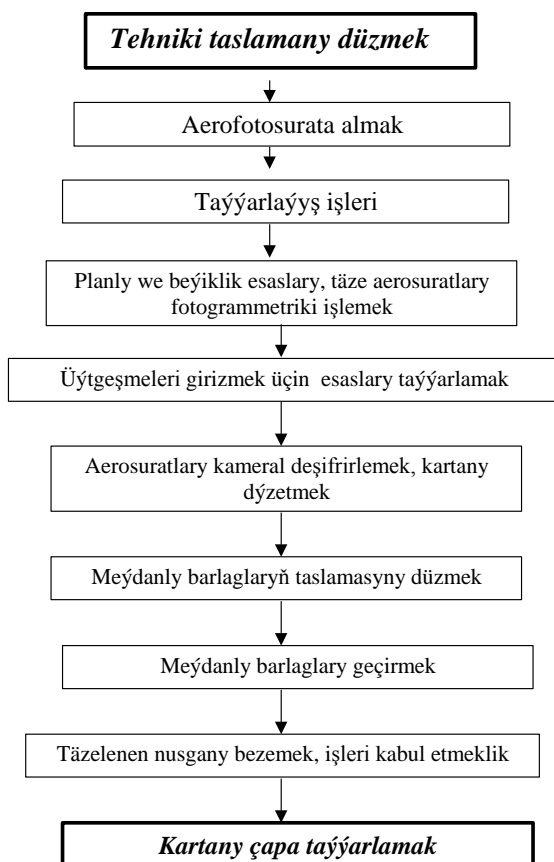 Tehniki taslamany düzmek
Aerofotosurata almak
Taýýarlaýyş işleri
Planly we beýiklik esaslary, täze aerosuratlary
fotogrammetriki işlemek
Üýtgeşmeleri girizmek üçin esaslary taýýarlamak
Aerosuratlary kameral deşifrirlemek, kartany
dýzetmek
Meýdanly barlaglaryň taslamasyny düzmek
Meýdanly barlaglary geçirmek
Täzelenen nusgany bezemek, işleri kabul etmeklik
Kartany çapa taýýarlamak